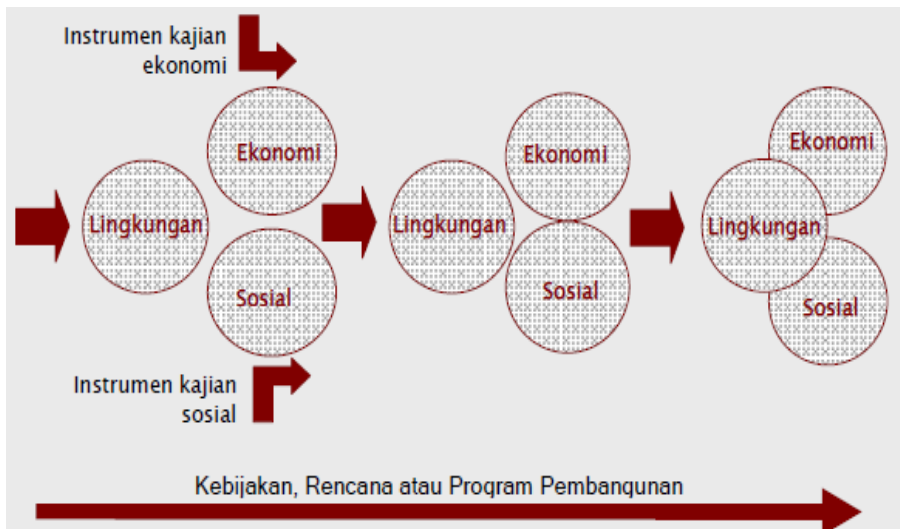 Instrumen kajian
ekonomi
Ekonomi
Lingkungan
Sosial
Instrumen kajian
sosial
Ekonomi
Lingkungan
Sosial
Ekonomi
Lingkungan
Sosial
Kebijakan, Rencana atau Program Pembangunan